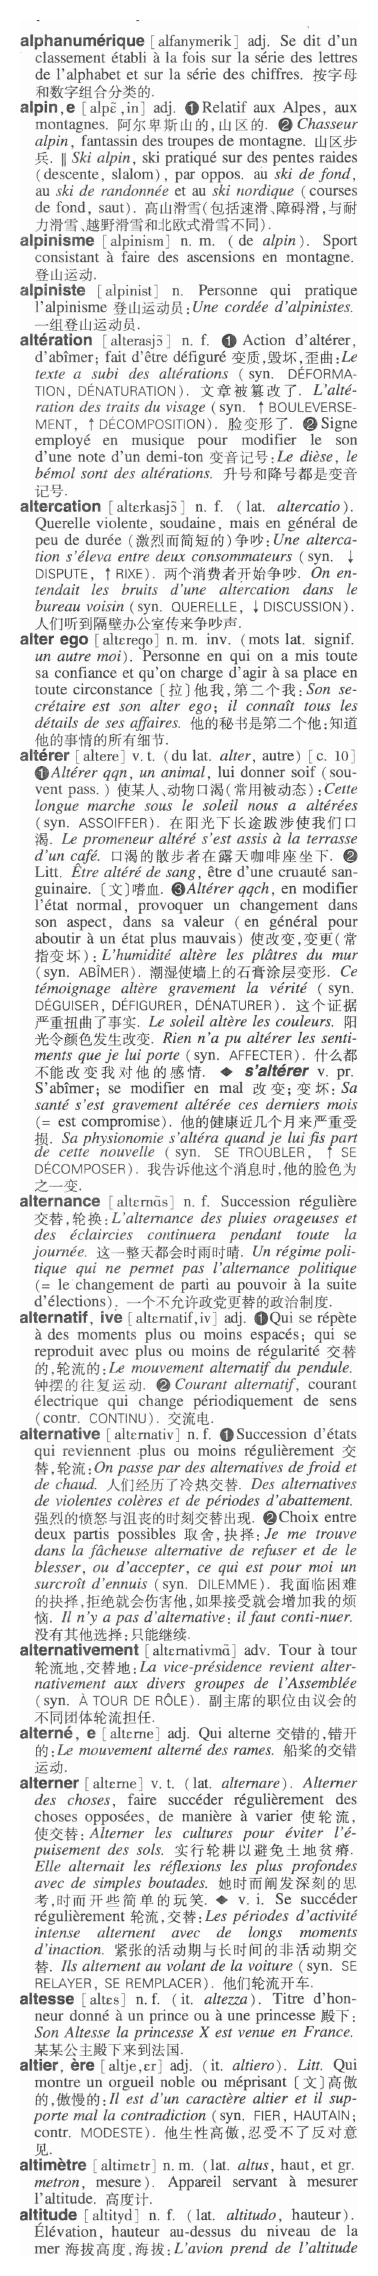 alphanumérique [alfanymerik] adj. Se dit d'un
classement établi à la fois sur la série des lettres
de l'alphabet et sur la série des chiffres. 按字母
和数字组合分类的.
alpin,e [alpɛ̃,in] adj. ❶Relatif aux Alpes, aux
montagnes. 阿尔卑斯山的,山区的. ❷ Chasseur
alpin, fantassin des troupes de montagne. 山区步
兵. ‖ Ski alpin, ski pratiqué sur des pentes raides
(descente, slalom), par oppos. au ski de fond,
au ski de randonnée et au ski nordique (courses
de fond, saut). 高山滑雪(包括速滑、障碍滑,与耐
力滑雪、越野滑雪和北欧式滑雪不同).
alpinisme [alpinism] n. m. (de alpin). Sport
consistant à faire des ascensions en montagne.
登山运动.
alpiniste [alpinist] n. Personne qui pratique
l'alpinisme 登山运动员:Une cordée d'alpinistes.
一组登山运动员.
altération [alterasjɔ̃] n. f. ❶ Action d'altérer,
d'abîmer; fait d'être défiguré 变质,毁坏,歪曲:Le
texte a subi des altérations (syn. DÉFORMA-
TION, DÉNATURATION). 文章被篡改了. L'alté-
ration des traits du visage (syn. ↑BOULEVERSE-
MENT, ↑DÉCOMPOSITION). 脸变形了. ❷Signe
employé en musique pour modifier le son
d'une note d'un demi-ton 变音记号:Le dièse, le
bémol sont des altérations. 升号和降号都是变音
记号.
altercation [altɛrkasjɔ̃] n. f. (lat. altercatio).
Querelle violente, soudaine, mais en général de
peu de durée (激烈而简短的)争吵:Une alterca-
tion s'éleva entre deux consommateurs (syn. ↓
DISPUTE, ↑RIXE). 两个消费者开始争吵. On en-
tendait les bruits d'une altercation dans le
bureau voisin (syn. QUERELLE, ↓DISCUSSION).
人们听到隔壁办公室传来争吵声.
alter ego [altɛrego] n. m. inv. (mots lat. signif.
un autre moi). Personne en qui on a mis toute
sa confiance et qu'on charge d'agir à sa place en
toute circonstance [拉]他我,第二个我:Son se-
crétaire est son alter ego; il connaît tous les
détails de ses affaires. 他的秘书是第二个他:知道
他的事情的所有细节.
altérer [altere] v. t. (du lat. alter, autre) [c. 10]
❶Altérer qqn, un animal, lui donner soif (sou-
vent pass.) 使某人、动物口渴(常用被动态):Cette
longue marche sous le soleil nous a altérées
(syn. ASSOIFFER). 在阳光下长途跋涉使我们口
渴. Le promeneur altéré s'est assis à la terrasse
d'un café. 口渴的散步者在露天咖啡座坐下. ❷
Litt. Être altéré de sang, être d'une cruauté san-
guinaire. [文]嗜血. ❸Altérer qqch, en modifier
l'état normal, provoquer un changement dans
son aspect, dans sa valeur (en général pour
aboutir à un état plus mauvais) 使改变,变更(常
指变坏):L'humidité altère les plâtres du mur
(syn. ABÎMER). 潮湿使墙上的石膏涂层变形. Ce
témoignage altère gravement la vérité (syn.
DÉGUISER, DÉFIGURER, DÉNATURER). 这个证据
严重扭曲了事实. Le soleil altère les couleurs. 阳
光令颜色发生改变. Rien n'a pu altérer les senti-
ments que je lui porte (syn. AFFECTER). 什么都
不能改变我对他的感情. ◆ s'altérer v. pr.
S'abîmer; se modifier en mal 改变;变坏:Sa
santé s'est gravement altérée ces derniers mois
(= est compromise). 他的健康近几个月来严重受
损. Sa physionomie s'altéra quand je lui fis part
de cette nouvelle (syn. SE TROUBLER, ↑ SE
DÉCOMPOSER). 我告诉他这个消息时,他的脸色为
之一变.
alternance [altɛrnɑ̃s] n. f. Succession régulière
交替,轮换:L'alternance des pluies orageuses et
des éclaircies continuera pendant toute la
journée. 这一整天都会时雨时晴. Un régime poli-
tique qui ne permet pas l'alternance politique
(= le changement de parti au pouvoir à la suite
d'élections). 一个不允许政党更替的政治制度.
alternatif, ive [altɛrnatif,iv] adj. ❶Qui se répète
à des moments plus ou moins espacés; qui se
reproduit avec plus ou moins de régularité 交替
的,轮流的:Le mouvement alternatif du pendule.
钟摆的往复运动. ❷ Courant alternatif, courant
électrique qui change périodiquement de sens
(contr. CONTINU). 交流电.
alternative [altɛrnativ] n. f. ❶Succession d'états
qui reviennent plus ou moins régulièrement 交
替,轮流:On passe par des alternatives de froid et
de chaud. 人们经历了冷热交替. Des alternatives
de violentes colères et de périodes d'abattement.
强烈的愤怒与沮丧的时刻交替出现. ❷Choix entre
deux partis possibles 取舍,抉择:Je me trouve
dans la fâcheuse alternative de refuser et de le
blesser, ou d'accepter, ce qui est pour moi un
surcroît d'ennuis (syn. DILEMME). 我面临困难
的抉择,拒绝就会伤害他,如果接受就会增加我的烦
恼. Il n'y a pas d'alternative: il faut conti-nuer.
没有其他选择:只能继续.
alternativement [altɛrnativmɑ̃] adv. Tour à tour
轮流地,交替地:La vice-présidence revient alter-
nativement aux divers groupes de l'Assemblée
(syn. À TOUR DE RÔLE). 副主席的职位由议会的
不同团体轮流担任.
alterné, e [altɛrne] adj. Qui alterne 交错的,错开
的:Le mouvement alterné des rames. 船桨的交错
运动.
alterner [altɛrne] v. t. (lat. alternare). Alterner
des choses, faire succéder régulièrement des
choses opposées, de manière à varier 使轮流,
使交替:Alterner les cultures pour éviter l'é-
puisement des sols. 实行轮耕以避免土地贫瘠.
Elle alternait les réflexions les plus profondes
avec de simples boutades. 她时而阐发深刻的思
考,时而开些简单的玩笑. ◆ v. i. Se succéder
régulièrement 轮流,交替:Les périodes d'activité
intense alternent avec de longs moments
d'inaction. 紧张的活动期与长时间的非活动期交
替. Ils alternent au volant de la voiture (syn. SE
RELAYER, SE REMPLACER). 他们轮流开车.
altesse [altɛs] n. f. (it. altezza). Titre d'hon-
neur donné à un prince ou à une princesse 殿下:
Son Altesse la princesse X est venue en France.
某某公主殿下来到法国.
altier, ère [altje,ɛr] adj. (it. altiero). Litt. Qui
montre un orgueil noble ou méprisant [文]高傲
的,傲慢的:Il est d'un caractère altier et il sup-
porte mal la contradiction (syn. FIER, HAUTAIN;
contr. MODESTE). 他生性高傲,忍受不了反对意
见.
altimètre [altimɛtr] n. m. (lat. altus, haut, et gr.
metron, mesure). Appareil servant à mesurer
l'altitude. 高度计.
altitude [altityd] n. f. (lat. altitudo, hauteur).
Élévation, hauteur au-dessus du niveau de la
mer 海拔高度,海拔:L'avion prend de l'altitude